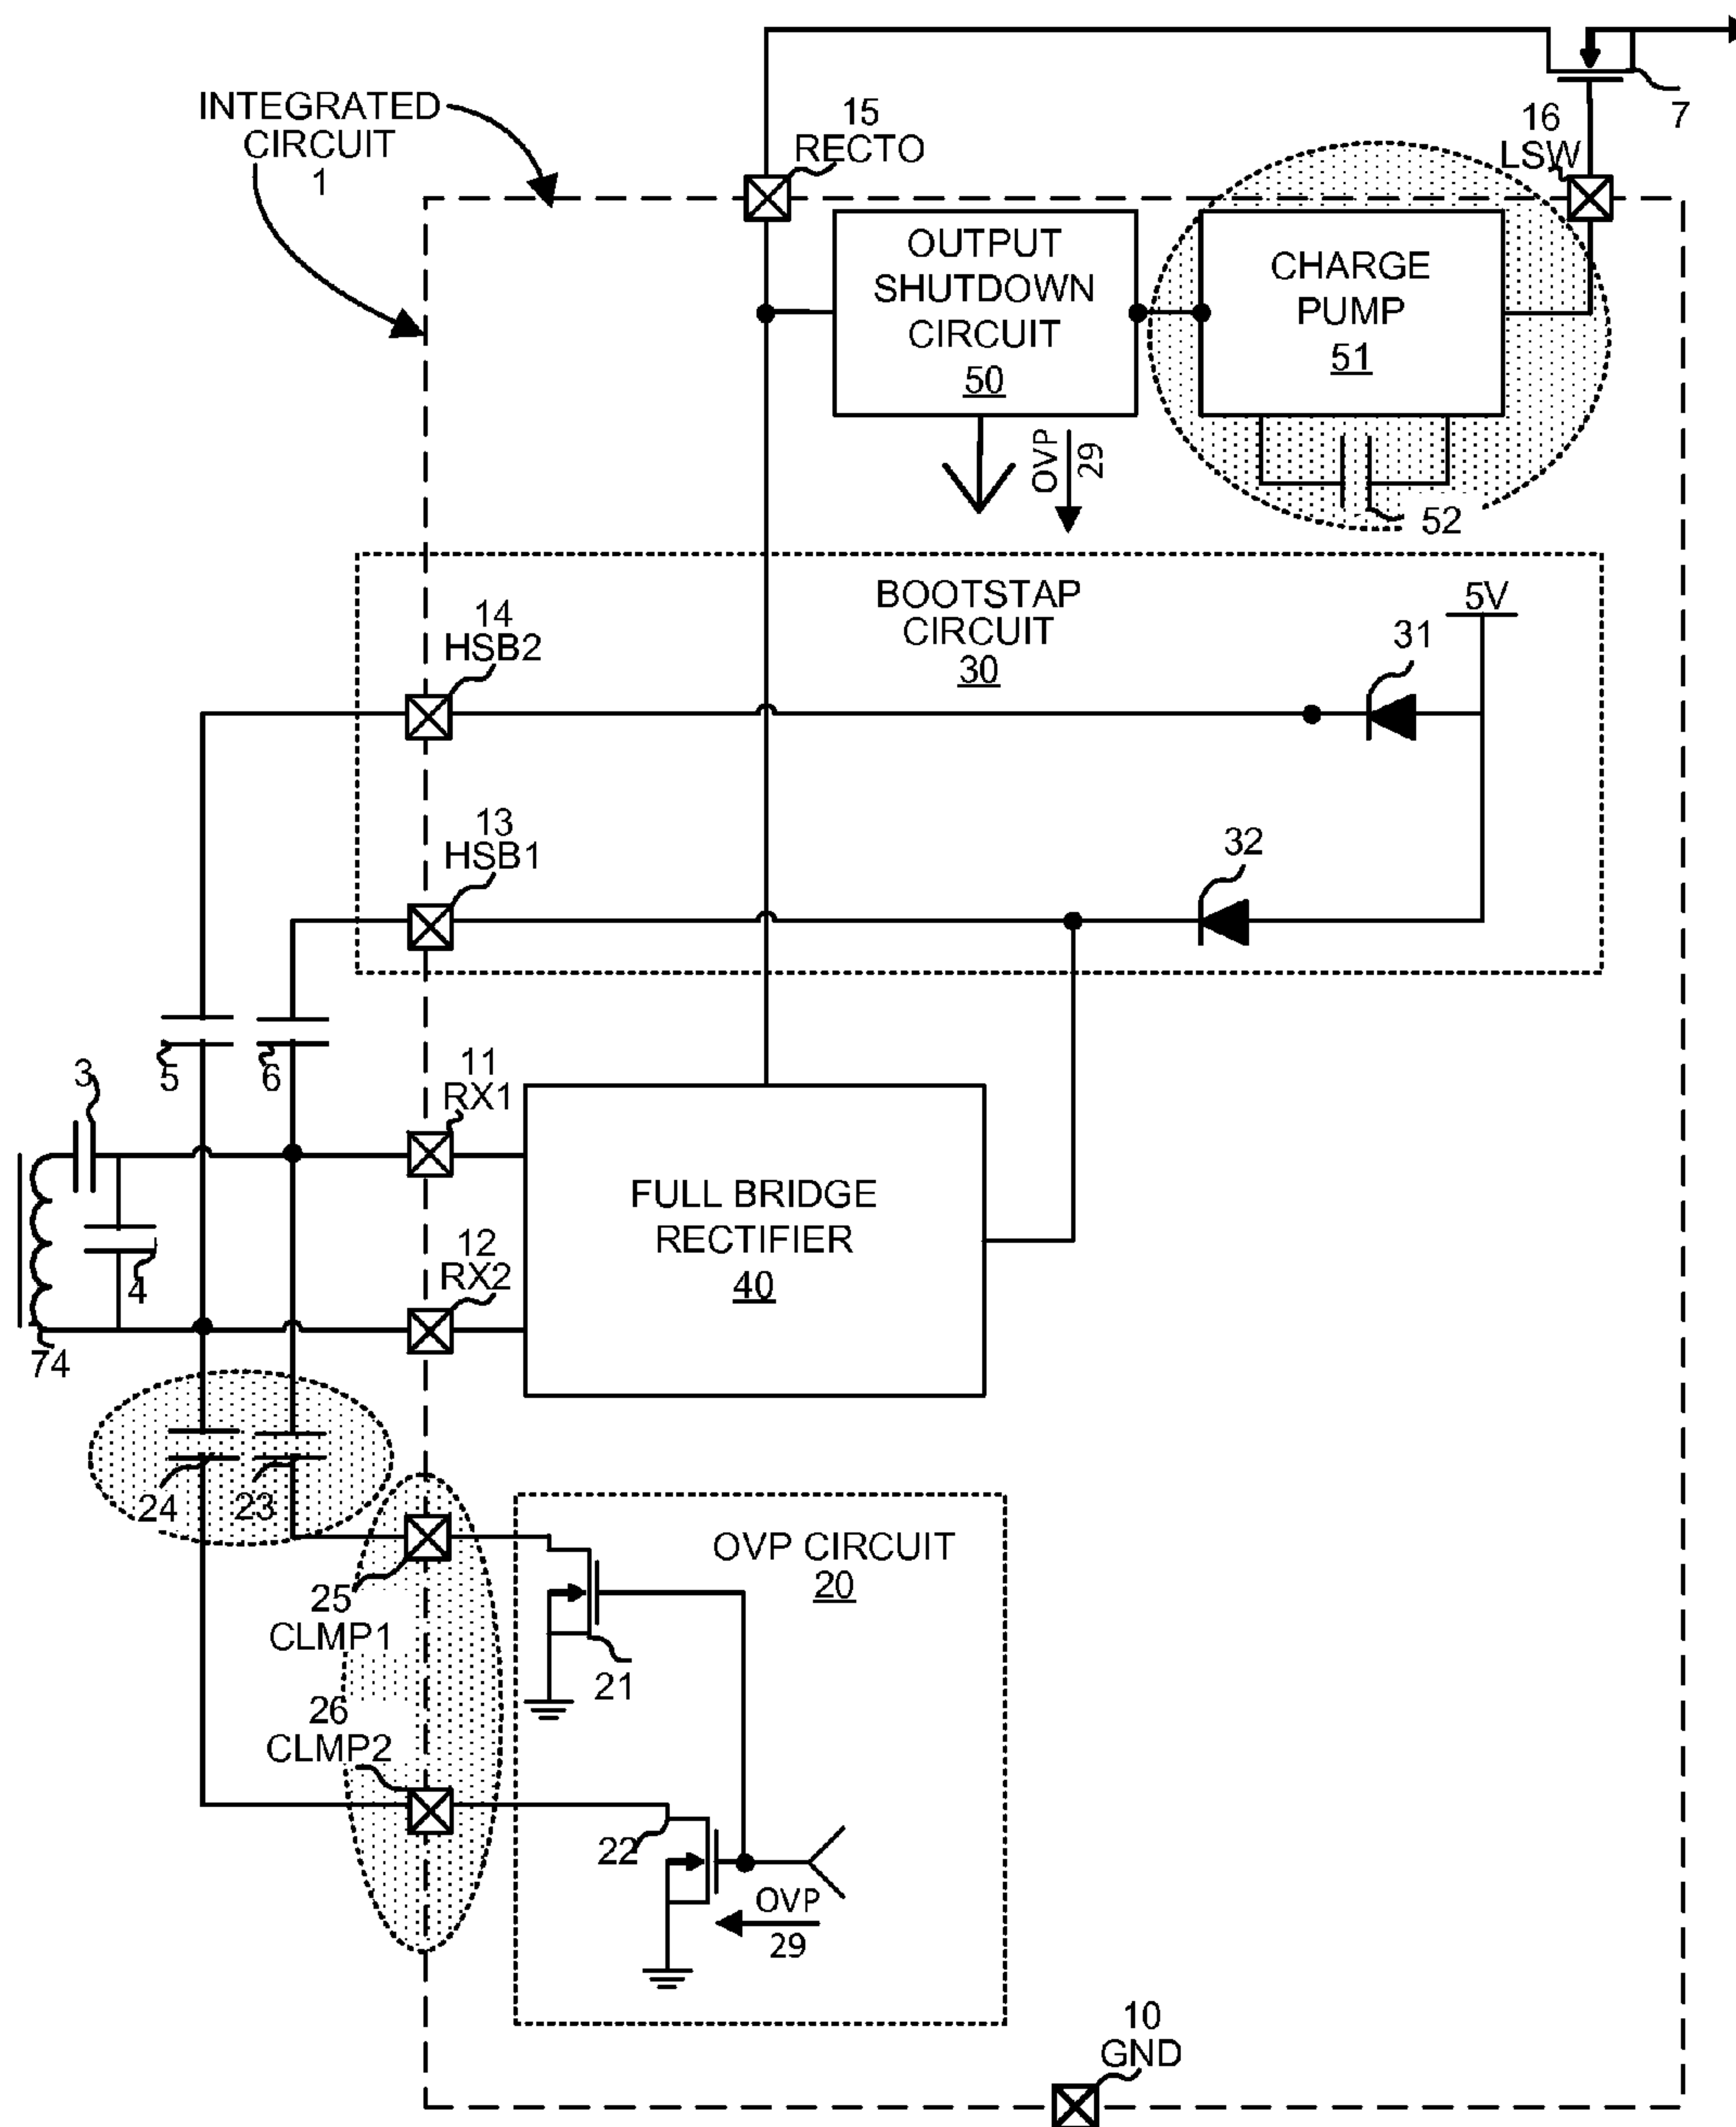 INTEGRATED
CIRCUIT
1
15
RECTO
16
LSW
7
OUTPUT
SHUTDOWN
CIRCUIT
50
CHARGE
PUMP
51
OVP
29
52
BOOTSTAP
CIRCUIT
30
5V
14
HSB2
31
13
HSB1
32
3
5
6
11
RX1
4
12
RX2
74
FULL BRIDGE
RECTIFIER
40
24
23
25
CLMP1
OVP CIRCUIT
20
21
26
CLMP2
22
OVP
29
10
GND